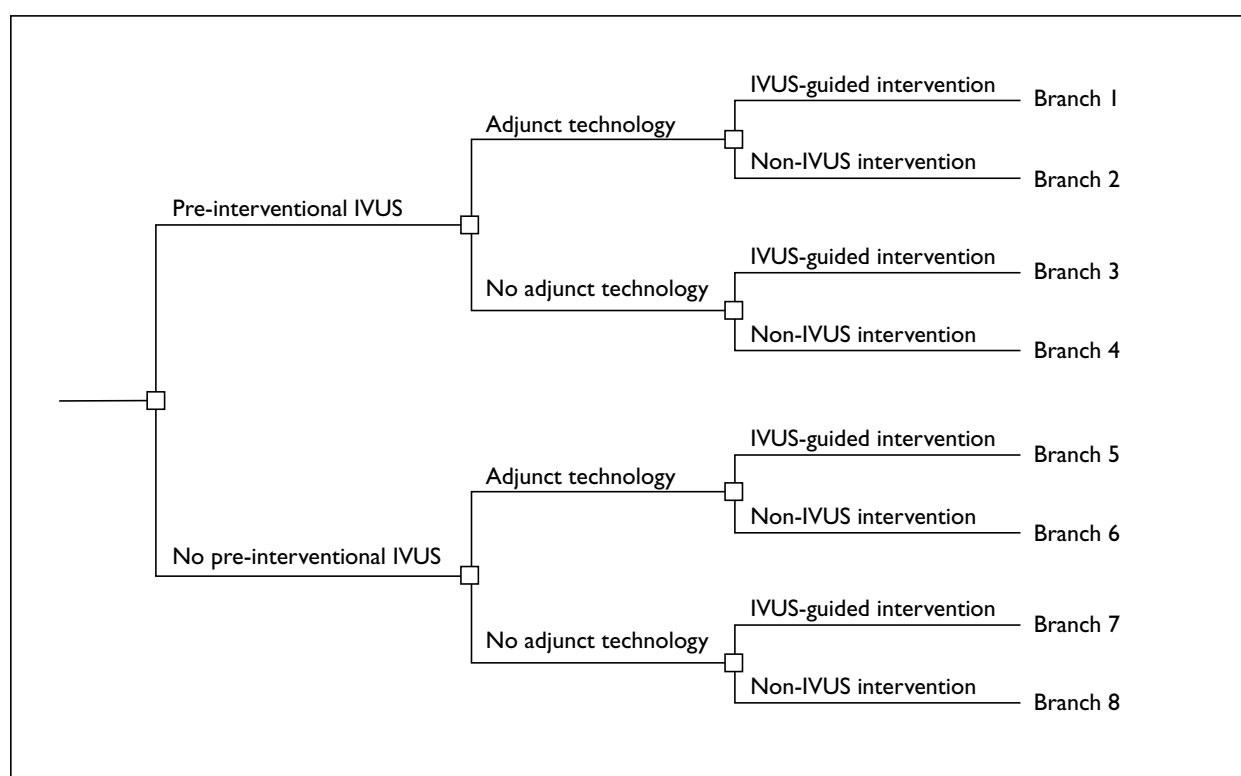 IVUS-guided intervention
Branch 1
Adjunct technology
Non-IVUS intervention
Branch 2
Pre-interventional IVUS
IVUS-guided intervention
Branch 3
No adjunct technology
Non-IVUS intervention
Branch 4
IVUS-guided intervention
Branch 5
Adjunct technology
Non-IVUS intervention
Branch 6
No pre-interventional IVUS
IVUS-guided intervention
Branch 7
No adjunct technology
Non-IVUS intervention
Branch 8